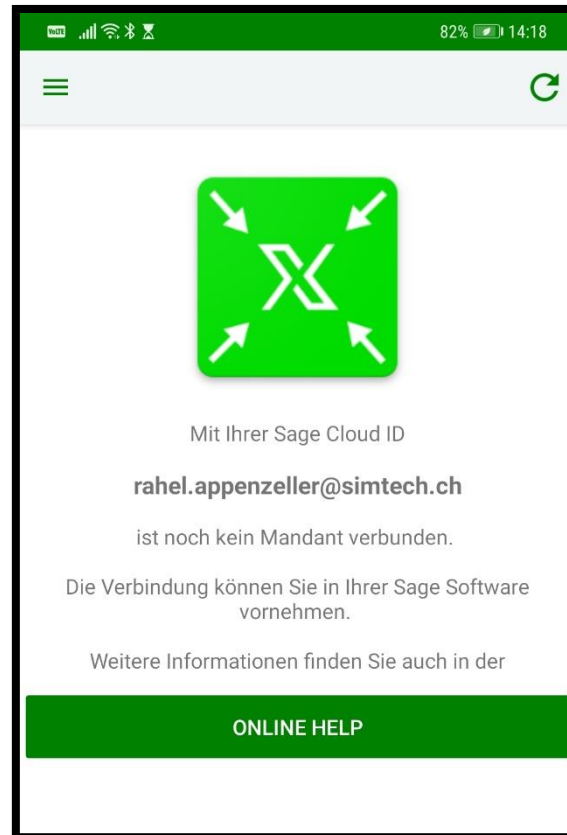 VoLTE 82% 14:18
X
Mit Ihrer Sage Cloud ID
rahel.appenzeller@simtech.ch
ist noch kein Mandant verbunden.
Die Verbindung können Sie in Ihrer Sage Software
vornehmen.
Weitere Informationen finden Sie auch in der
ONLINE HELP